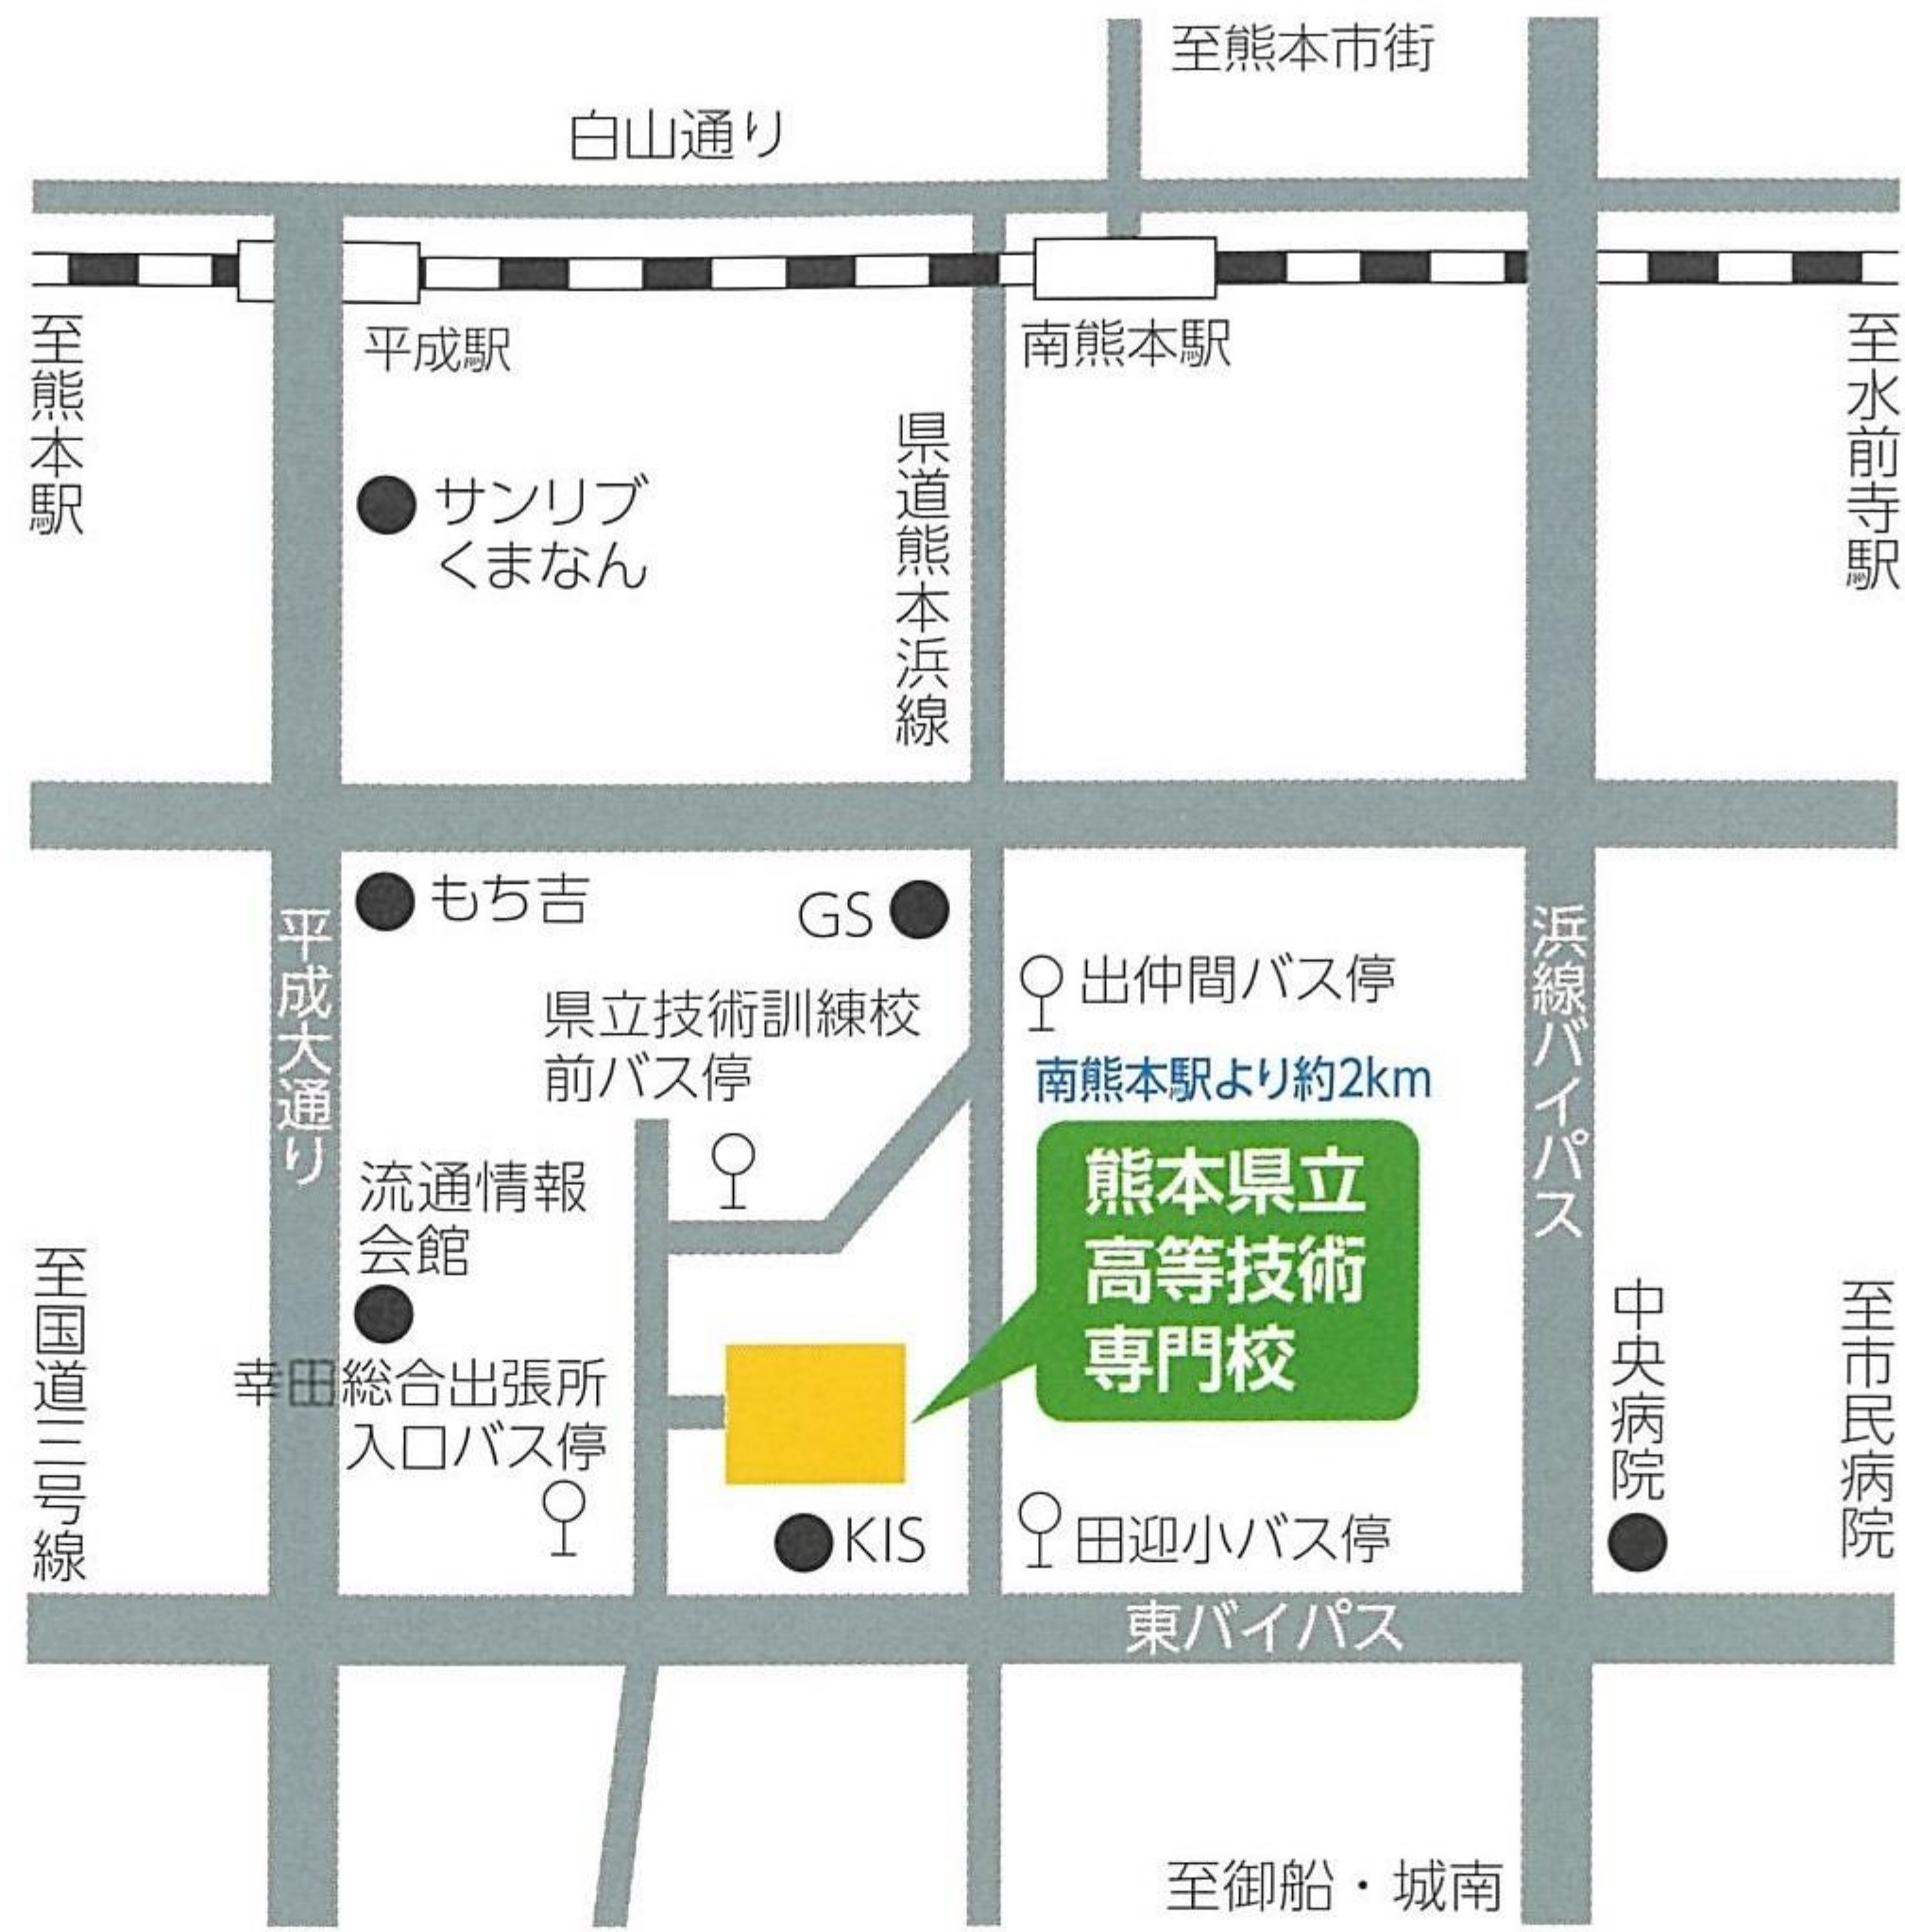 至熊本市街
白山通り
平成駅
南熊本駅
至熊本駅
至水前寺駅
県道熊本浜線
サンリブ
くまなん
もち吉
GS
平成大通り
浜線バイパス
出仲間バス停
県立技術訓練校
前バス停
南熊本駅より約2km
熊本県立
高等技術
専門校
流通情報
会館
至国道三号線
中央病院
至市民病院
幸田総合出張所
入口バス停
KIS
田迎小バス停
東バイパス
至御船・城南